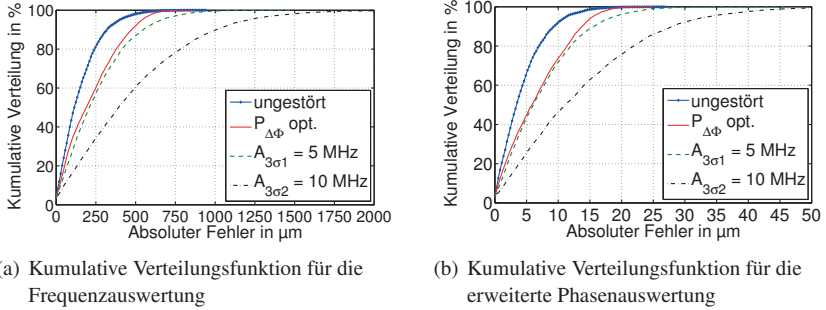 Kumulative Verteilung in %
100
80
60
40
20
0
0 250 500 750 1000 1250 1500 1750 2000
Absoluter Fehler in µm
ungestört
P_ΔΦ opt.
A_3σ1 = 5 MHz
A_3σ2 = 10 MHz
(a) Kumulative Verteilungsfunktion für die
Frequenzauswertung
Kumulative Verteilung in %
100
80
60
40
20
0
0 5 10 15 20 25 30 35 40 45 50
Absoluter Fehler in µm
ungestört
P_ΔΦ opt.
A_3σ1 = 5 MHz
A_3σ2 = 10 MHz
(b) Kumulative Verteilungsfunktion für die
erweiterte Phasenauswertung